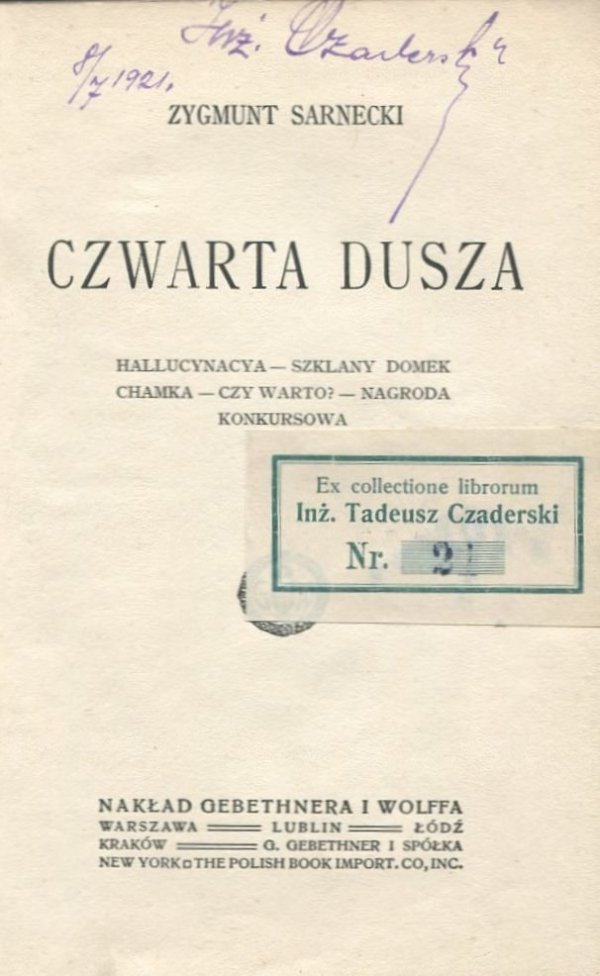 Inż. Czaderski
8/7 1921.
ZYGMUNT SARNECKI
CZWARTA DUSZA
HALLUCYNACYA — SZKLANY DOMEK
CHAMKA — CZY WARTO? — NAGRODA
KONKURSOWA
Ex collectione librorum
Inż. Tadeusz Czaderski
Nr. 21
NAKŁAD GEBETHNERA I WOLFFA
WARSZAWA LUBLIN ŁÓDŹ
KRAKÓW G. GEBETHNER I SPÓŁKA
NEW YORK THE POLISH BOOK IMPORT. CO, INC.